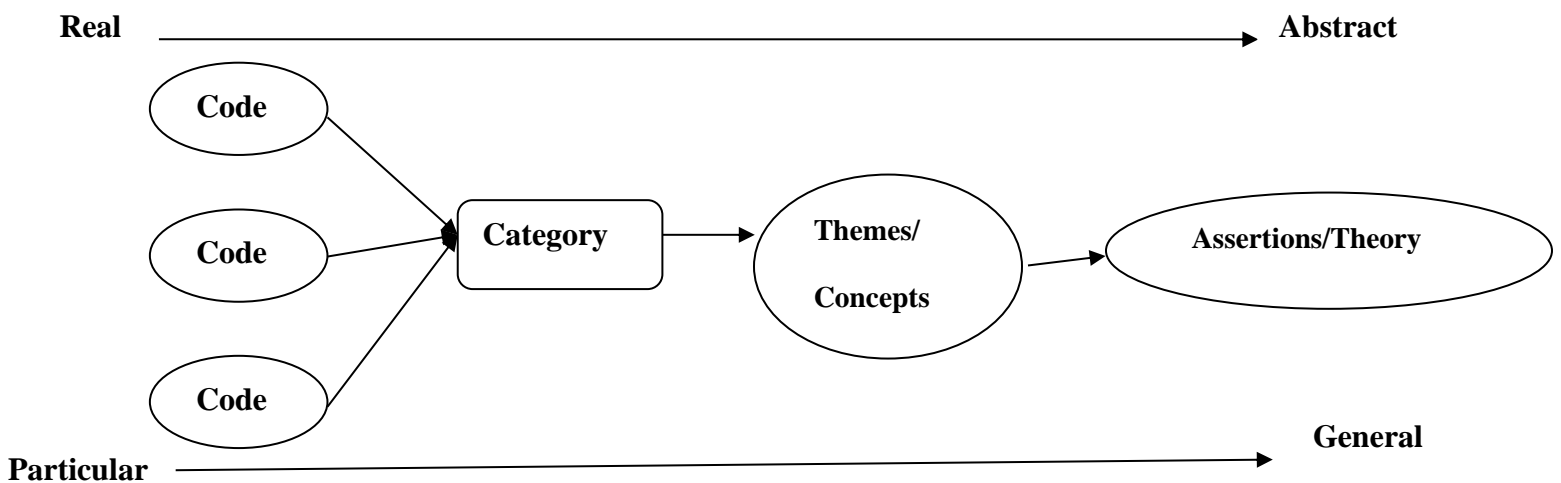 Real
Abstract
Code
Code
Category
Themes/
Concepts
Assertions/Theory
Code
General
Particular